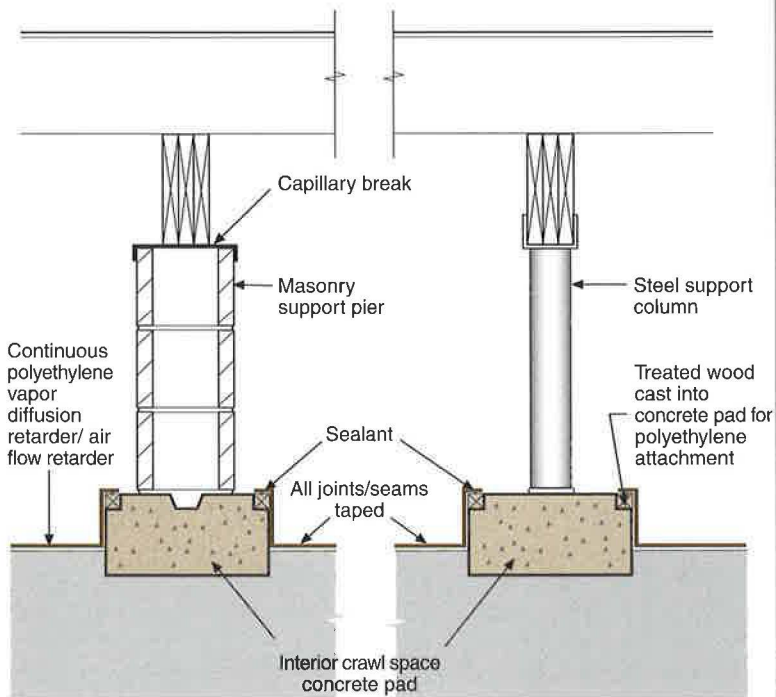 Capillary break
Masonry
support pier
Steel support
column
Continuous
polyethylene
vapor
diffusion
retarder/ air
flow retarder
Treated wood
cast into
concrete pad for
polyethylene
attachment
Sealant
All joints/seams
taped
Interior crawl space
concrete pad